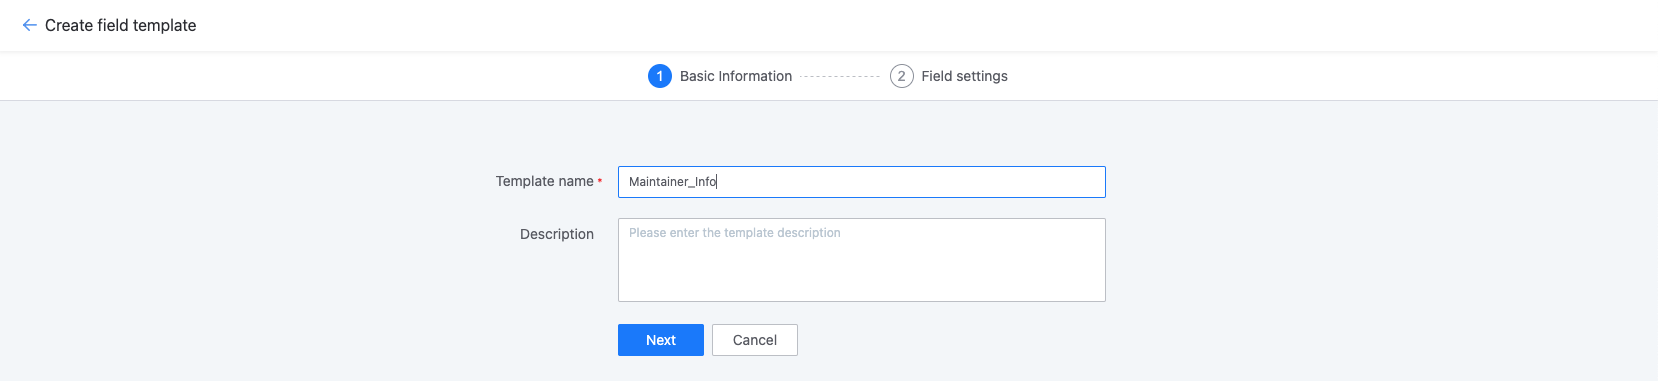 Create field template
1 Basic Information 2 Field settings
Template name * Maintainer_Info
Description Please enter the template description
Next Cancel